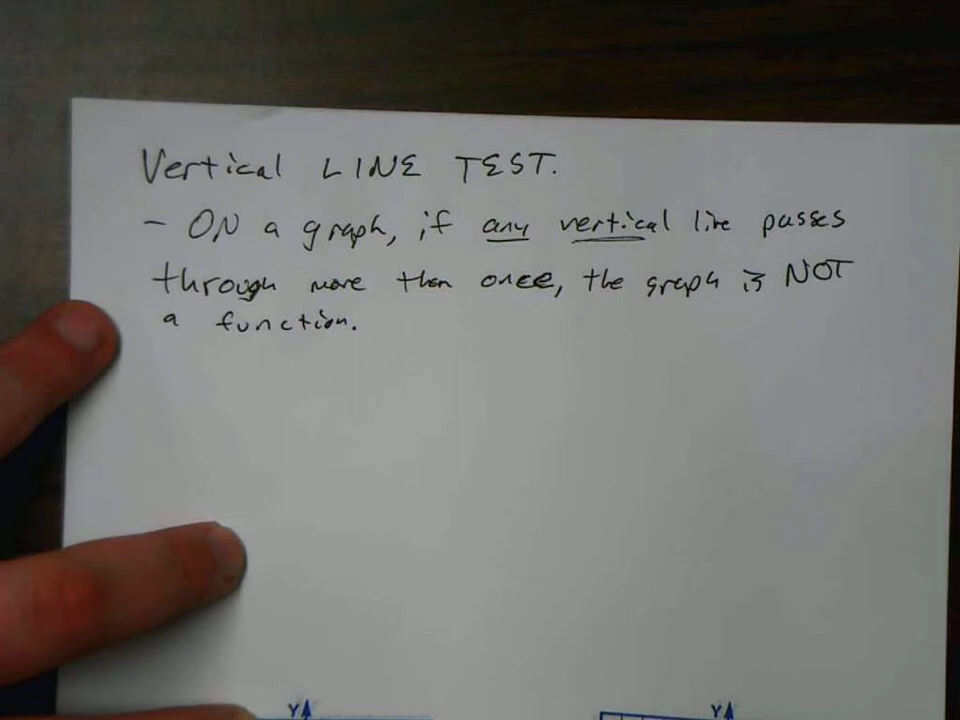 Vertical LINE TEST.
- ON a graph, if any vertical line passes
through more than once, the graph is NOT
a function.
Y Y